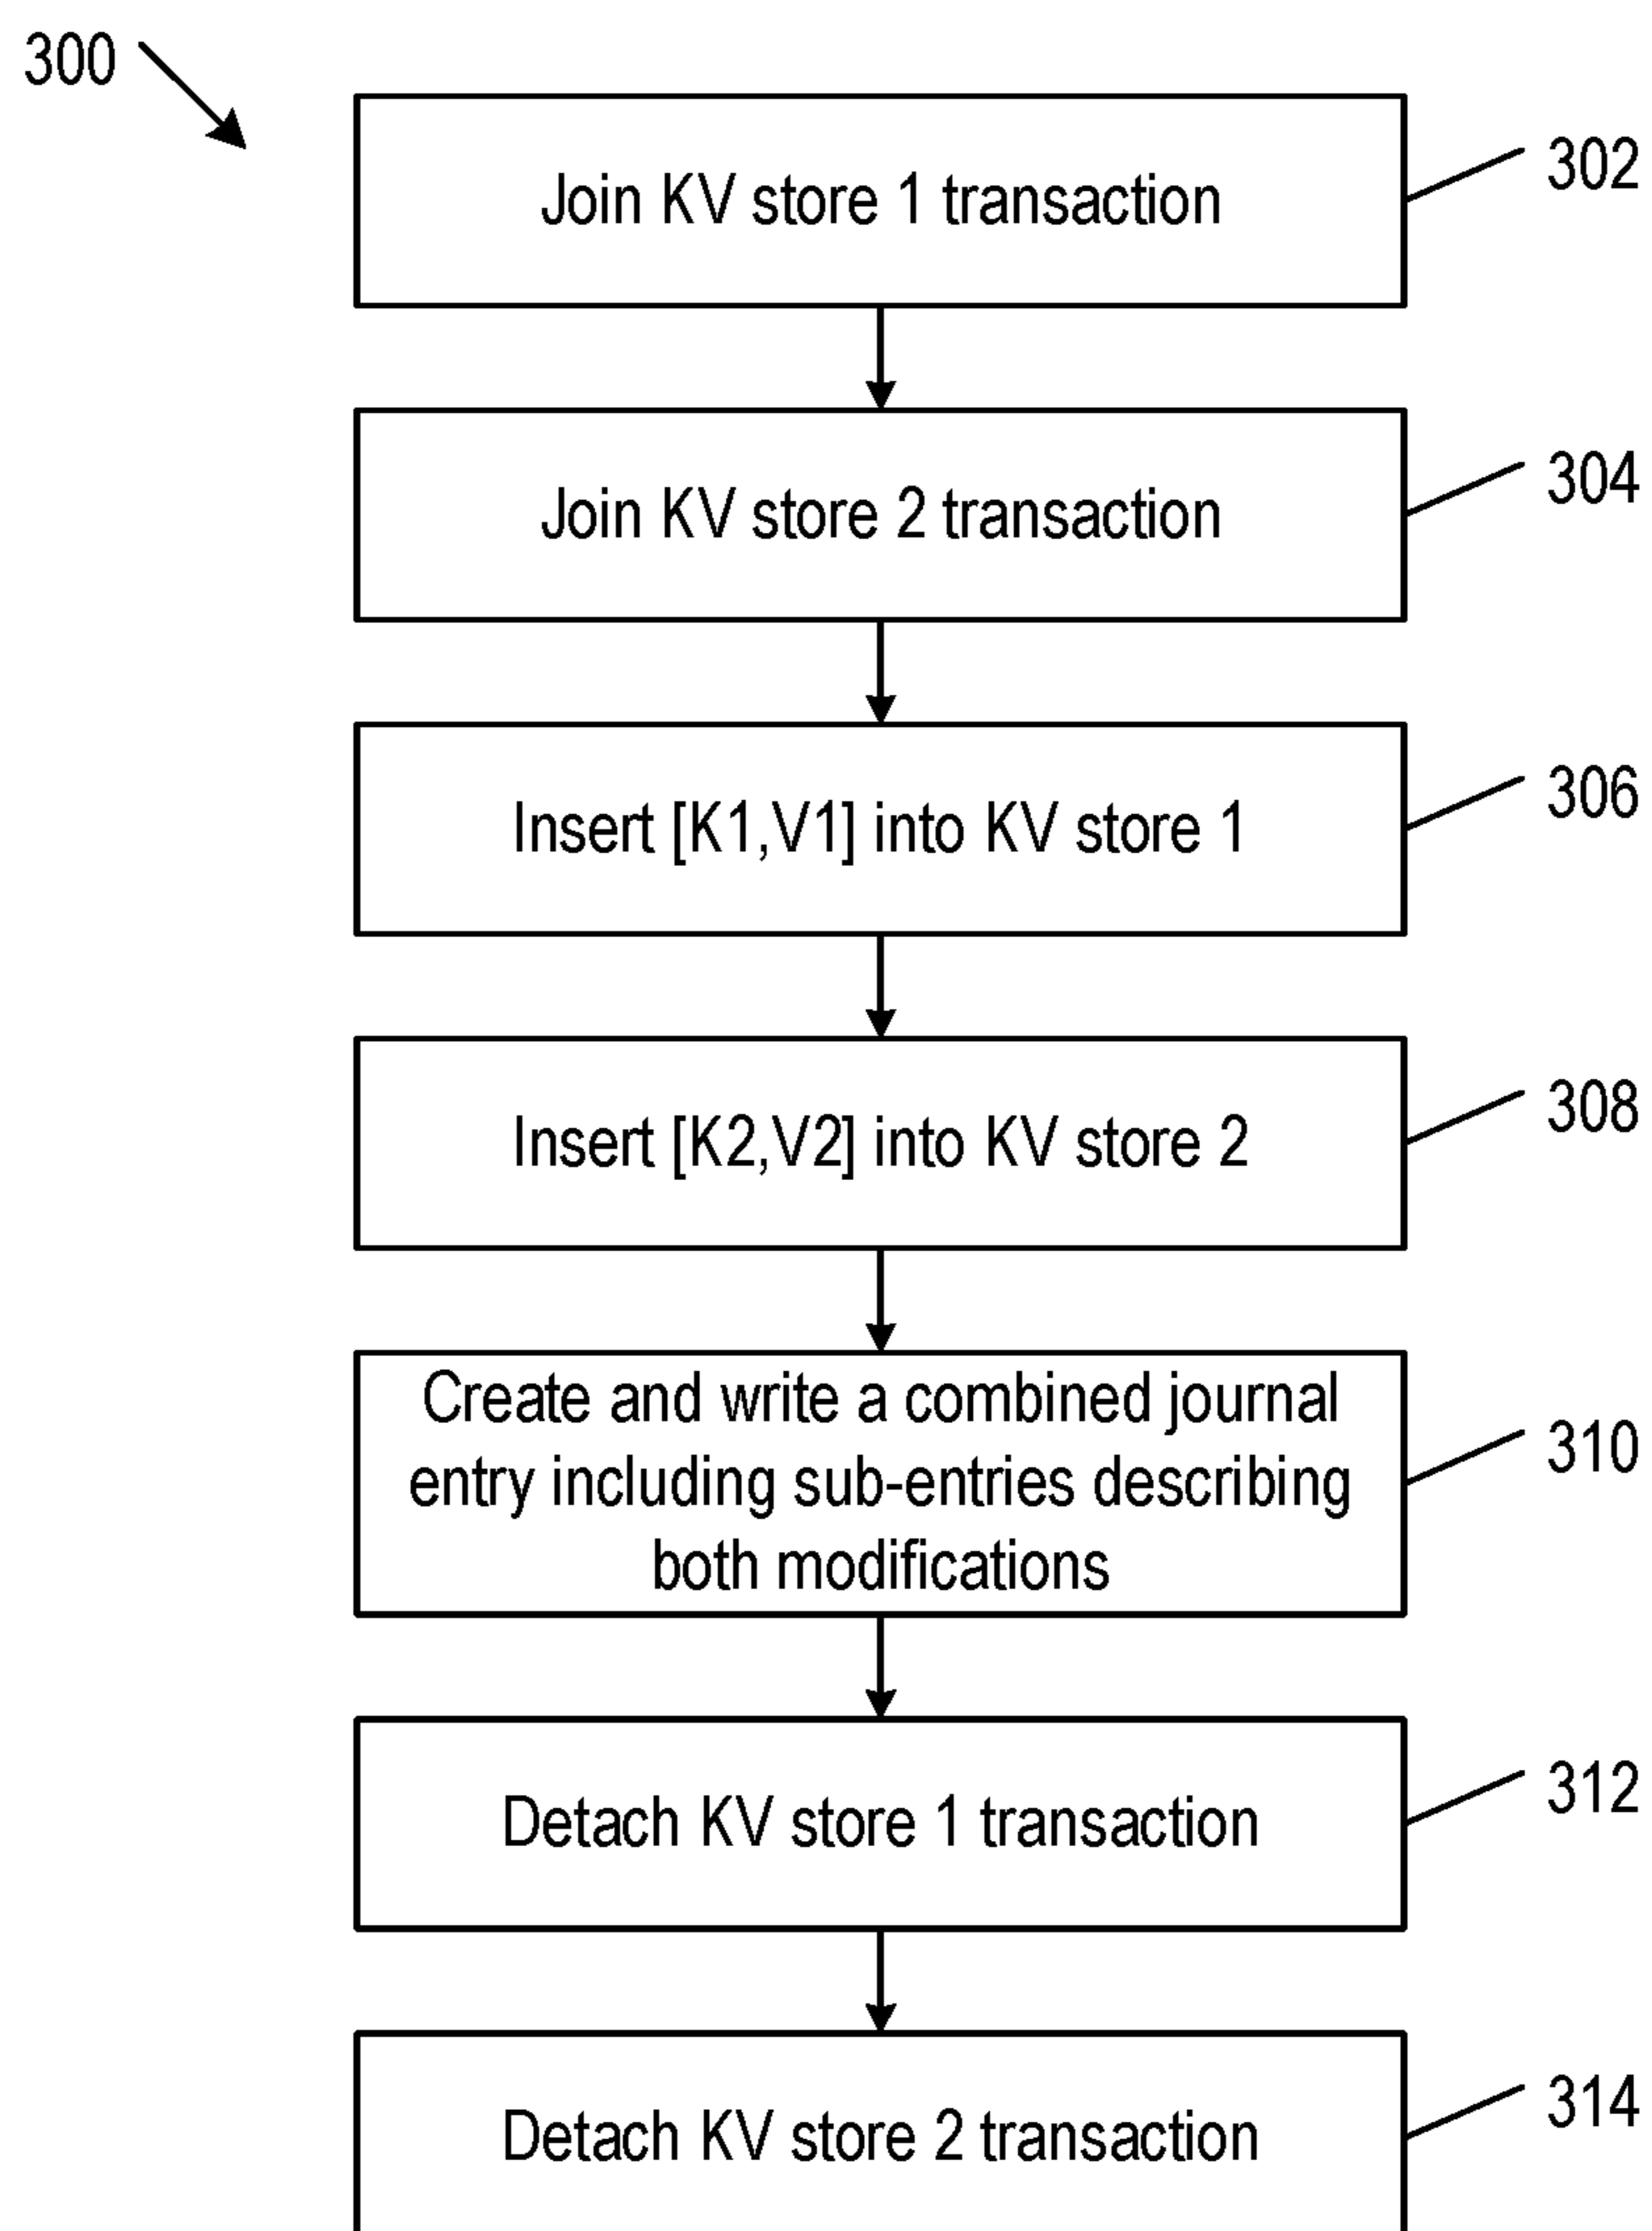 300
Join KV store 1 transaction
302
Join KV store 2 transaction
304
Insert [K1,V1] into KV store 1
306
Insert [K2,V2] into KV store 2
308
Create and write a combined journal
entry including sub-entries describing
both modifications
310
Detach KV store 1 transaction
312
Detach KV store 2 transaction
314